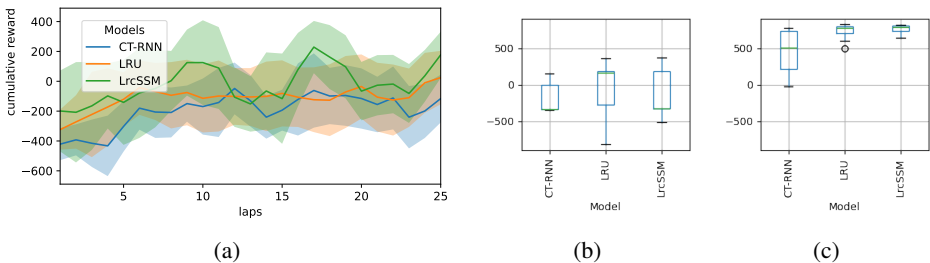 cumulative reward
400
200
0
−200
−400
−600
Models
CT-RNN
LRU
LrcSSM
5
10
15
20
25
laps
(a)
500
0
−500
CT-RNN
LRU
LrcSSM
Model
(b)
500
0
−500
CT-RNN
LRU
LrcSSM
Model
(c)